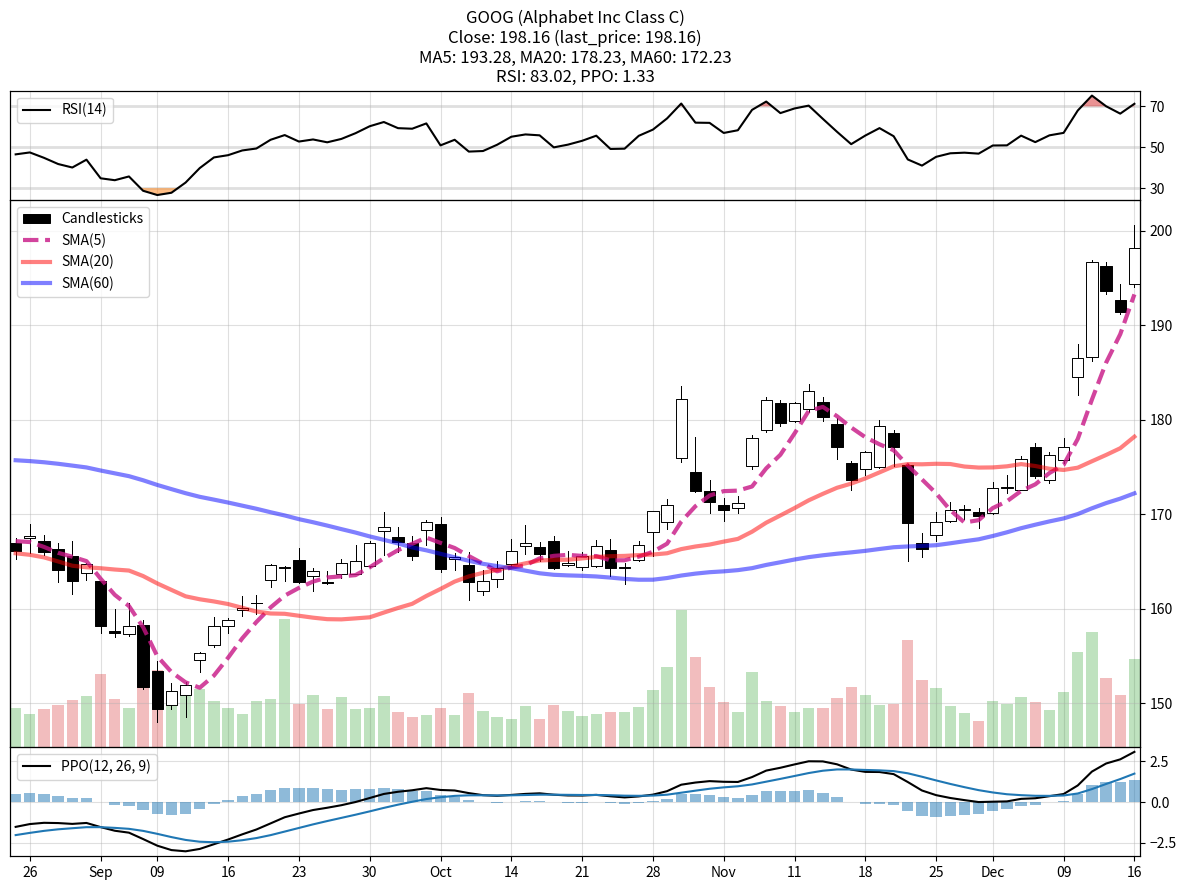 GOOG (Alphabet Inc Class C)
Close: 198.16 (last_price: 198.16)
MA5: 193.28, MA20: 178.23, MA60: 172.23
RSI: 83.02, PPO: 1.33
RSI(14)
70
50
30
Candlesticks
SMA(5)
SMA(20)
SMA(60)
200
190
180
170
160
150
PPO(12, 26, 9)
2.5
0.0
−2.5
26 Sep 09 16 23 30 Oct 14 21 28 Nov 11 18 25 Dec 09 16